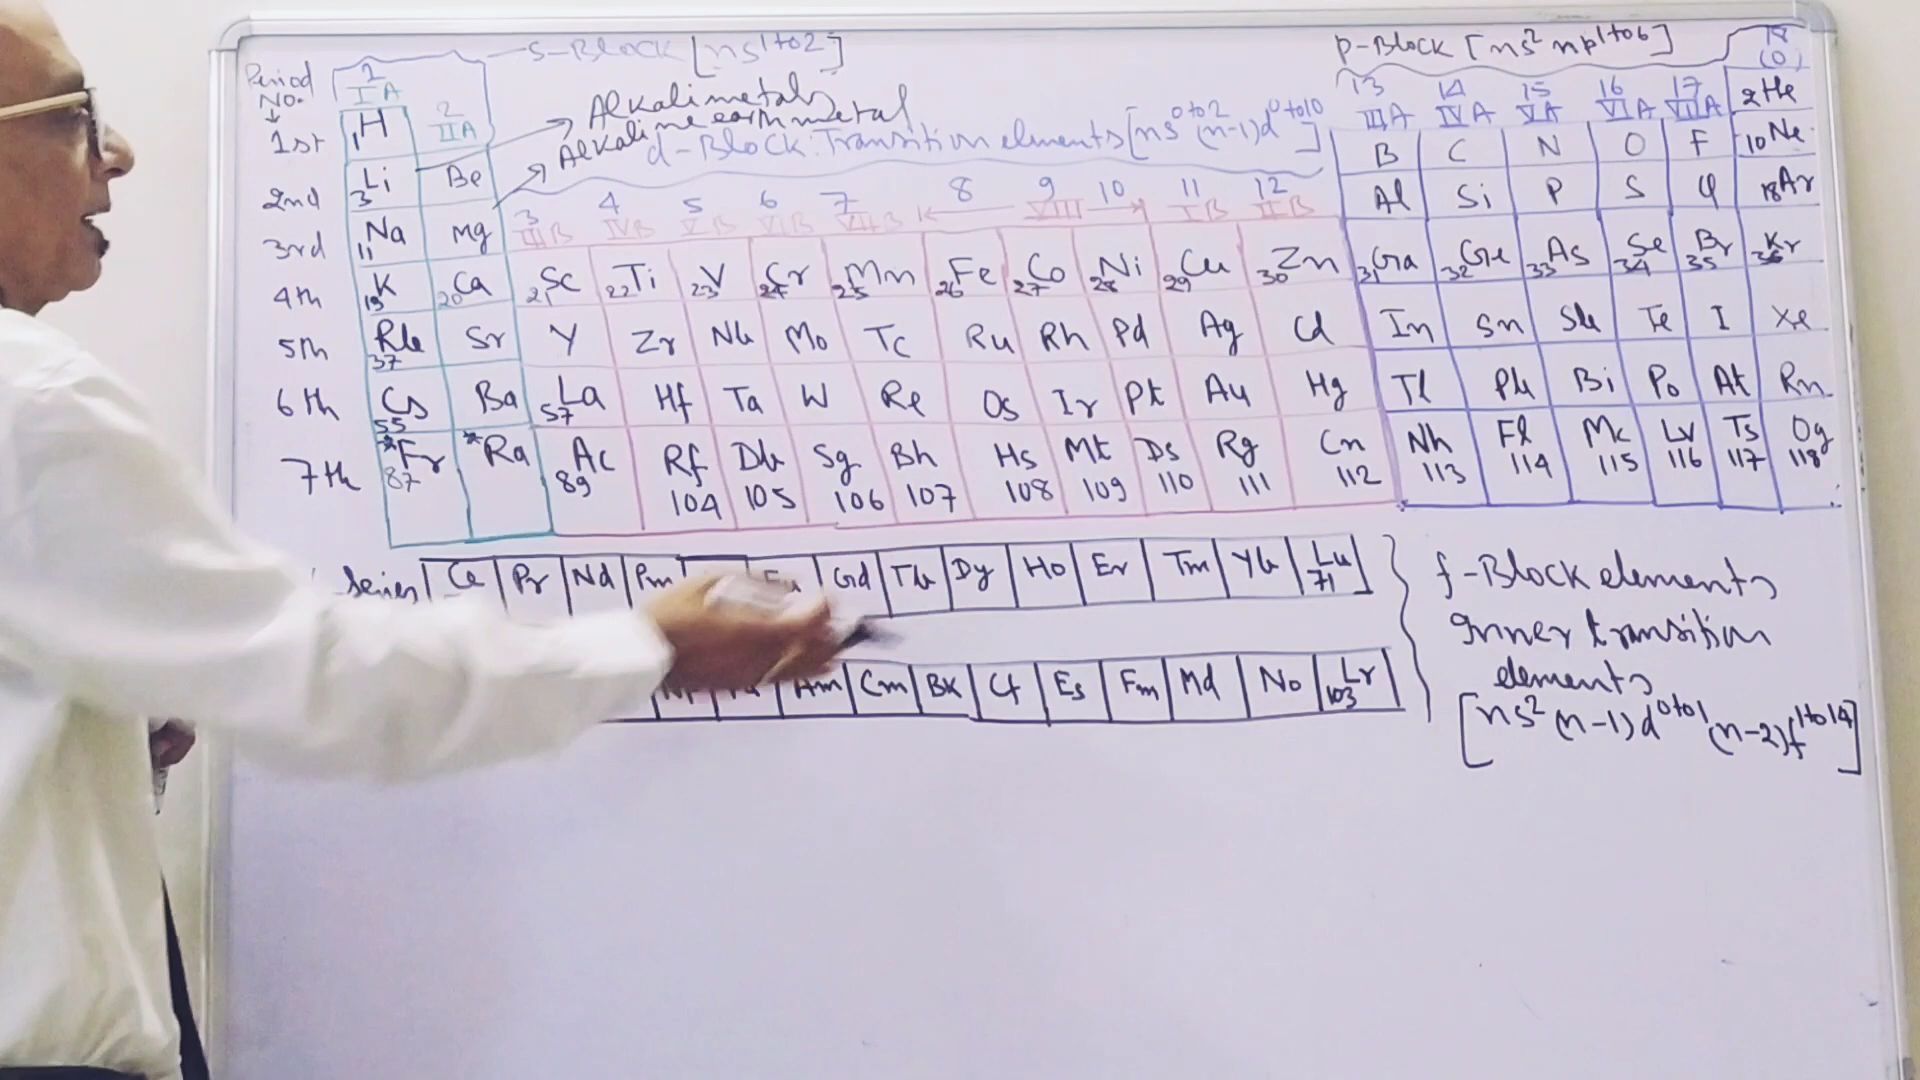 s-Block [ns1to2]
p-Block [ns2 np1to6]
18
(0)
Period
No.
↓
1
IA
2
IIA
Alkali metals
Alkaline earth metal
d-Block: Transition elements [ns0to2 (n-1)d0to10]
13 14 15 16 17
IIIA IVA VA VIA VIIA
2He
1st 1H
B C N O F 10Ne
2nd 3Li Be
3 4 5 6 7 ← 8 9 10 → 11 12
IIIB IVB VB VIB VIIB VIII IB IIB
Al Si P S Cl 18Ar
3rd 11Na Mg
4th 19K 20Ca 21Sc 22Ti 23V 24Cr 25Mn 26Fe 27Co 28Ni 29Cu 30Zn 31Ga 32Ge 33As 34Se 35Br 36Kr
5th 37Rb Sr Y Zr Nb Mo Tc Ru Rh Pd Ag Cd In Sn Sb Te I Xe
6th 55Cs Ba 57La Hf Ta W Re Os Ir Pt Au Hg Tl Pb Bi Po At Rn
7th *Fr *Ra Ac Rf Db Sg Bh Hs Mt Ds Rg Cn Nh Fl Mc Lv Ts Og
87 89 104 105 106 107 108 109 110 111 112 113 114 115 116 117 118
series Ce Pr Nd Pm Eu Gd Tb Dy Ho Er Tm Yb Lu
71
Am Cm Bk Cf Es Fm Md No 103Lr
f-Block elements
Inner transition
elements
[ns2 (n-1)d0to1 (n-2)f1to14]